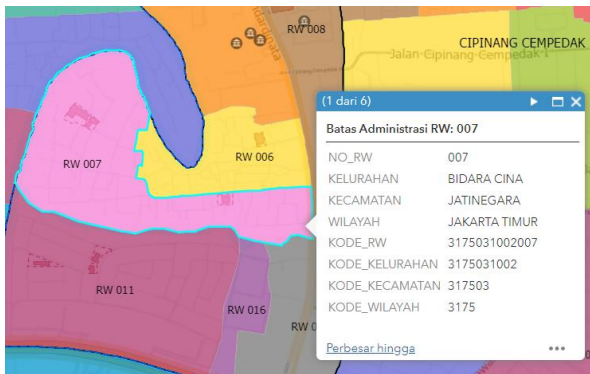 RW 008
CIPINANG CEMPEDAK
Jalan Cipinang Cempedak I
(1 dari 6)
Batas Administrasi RW: 007
NO_RW 007
KELURAHAN BIDARA CINA
KECAMATAN JATINEGARA
WILAYAH JAKARTA TIMUR
KODE_RW 3175031002007
KODE_KELURAHAN 3175031002
KODE_KECAMATAN 317503
KODE_WILAYAH 3175
Perbesar hingga
RW 007
RW 006
RW 011
RW 016